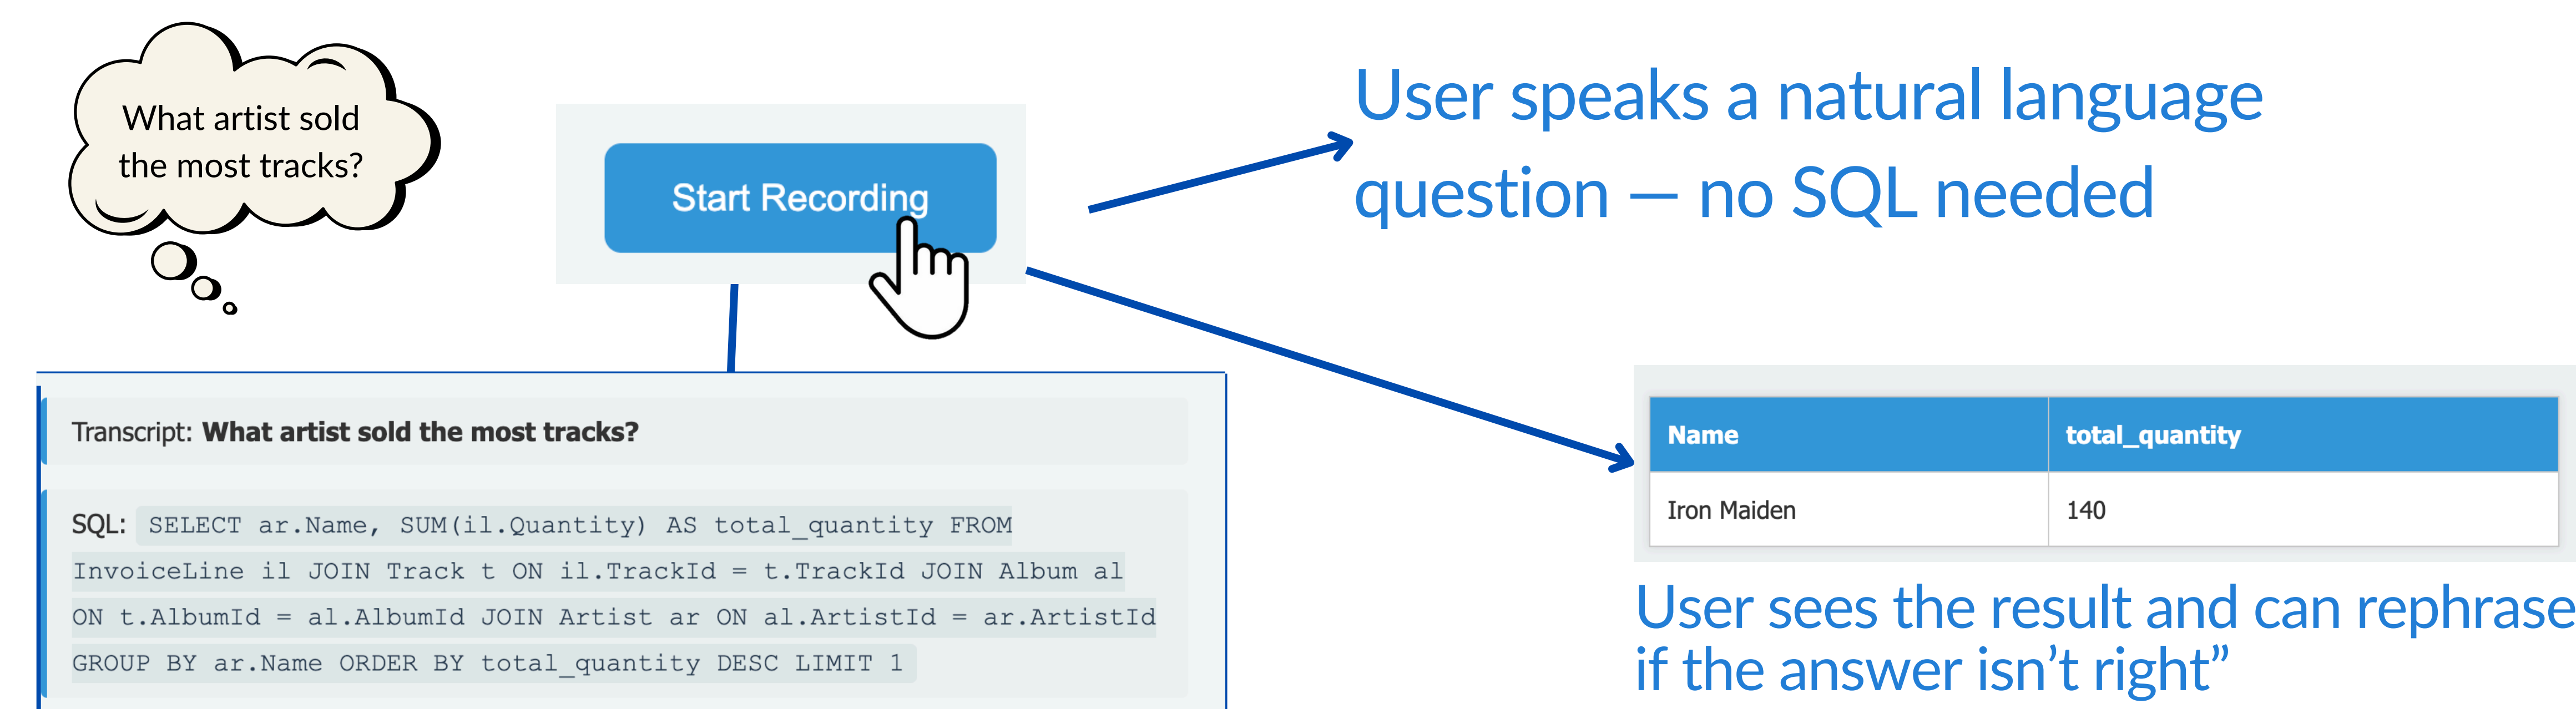 What artist sold
the most tracks?
Start Recording
User speaks a natural language
question — no SQL needed
Transcript: What artist sold the most tracks?
SQL: SELECT ar.Name, SUM(il.Quantity) AS total_quantity FROM
InvoiceLine il JOIN Track t ON il.TrackId = t.TrackId JOIN Album al
ON t.AlbumId = al.AlbumId JOIN Artist ar ON al.ArtistId = ar.ArtistId
GROUP BY ar.Name ORDER BY total_quantity DESC LIMIT 1
Name total_quantity
Iron Maiden 140
User sees the result and can rephrase
if the answer isn’t right”